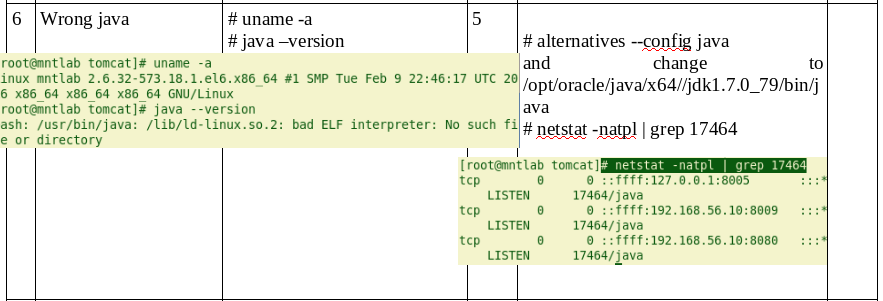 6
Wrong java
# uname -a
# java –version
5
# alternatives --config java
and change to
/opt/oracle/java/x64//jdk1.7.0_79/bin/j
ava
# netstat -natpl | grep 17464
root@mntlab tomcat]# uname -a
inux mntlab 2.6.32-573.18.1.el6.x86_64 #1 SMP Tue Feb 9 22:46:17 UTC 20
6 x86_64 x86_64 x86_64 GNU/Linux
root@mntlab tomcat]# java --version
ash: /usr/bin/java: /lib/ld-linux.so.2: bad ELF interpreter: No such fi
e or directory
[root@mntlab tomcat]# netstat -natpl | grep 17464
tcp 0 0 ::ffff:127.0.0.1:8005 :::*
LISTEN 17464/java
tcp 0 0 ::ffff:192.168.56.10:8009 :::*
LISTEN 17464/java
tcp 0 0 ::ffff:192.168.56.10:8080 :::*
LISTEN 17464/java